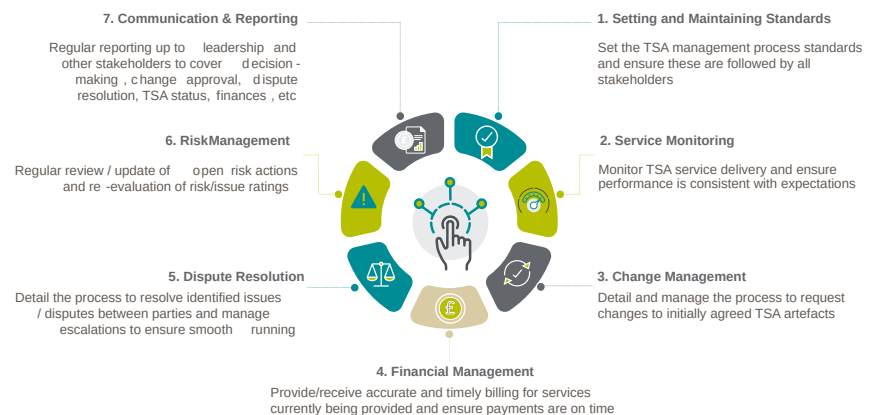 1. Setting and Maintaining Standards
Set the TSA management process standards
and ensure these are followed by all
stakeholders
2. Service Monitoring
Monitor TSA service delivery and ensure
performance is consistent with expectations
3. Change Management
Detail and manage the process to request
changes to initially agreed TSA artefacts
4. Financial Management
Provide/receive accurate and timely billing for services
currently being provided and ensure payments are on time
5. Dispute Resolution
Detail the process to resolve identified issues
/ disputes between parties and manage
escalations to ensure smooth running
6. RiskManagement
Regular review / update of open risk actions
and re -evaluation of risk/issue ratings
7. Communication & Reporting
Regular reporting up to leadership and
other stakeholders to cover decision -
making , change approval, dispute
resolution, TSA status, finances , etc
£